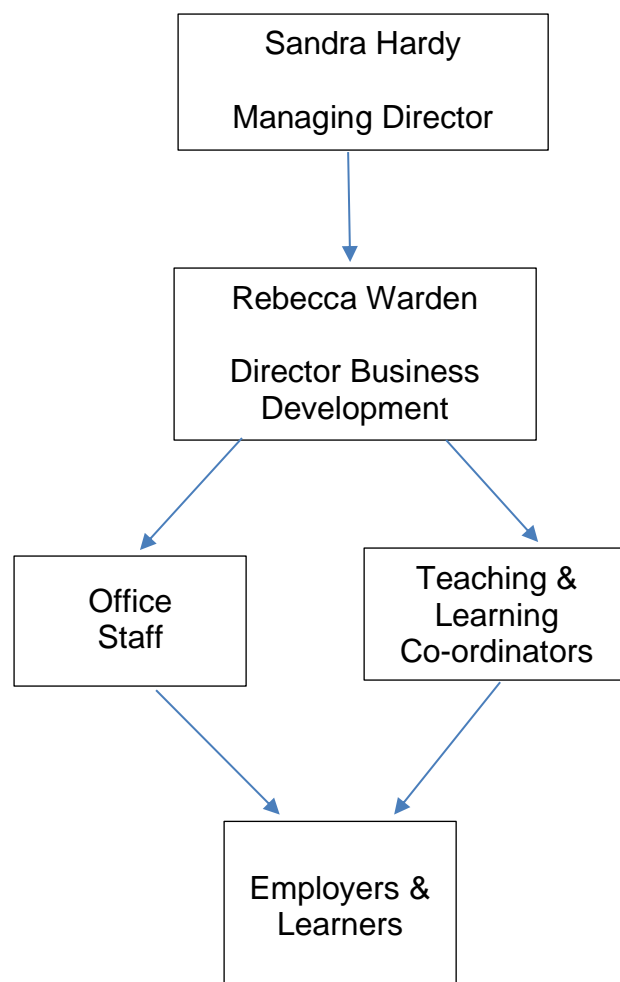 Sandra Hardy
Managing Director
Rebecca Warden
Director Business
Development
Office
Staff
Teaching &
Learning
Co-ordinators
Employers &
Learners